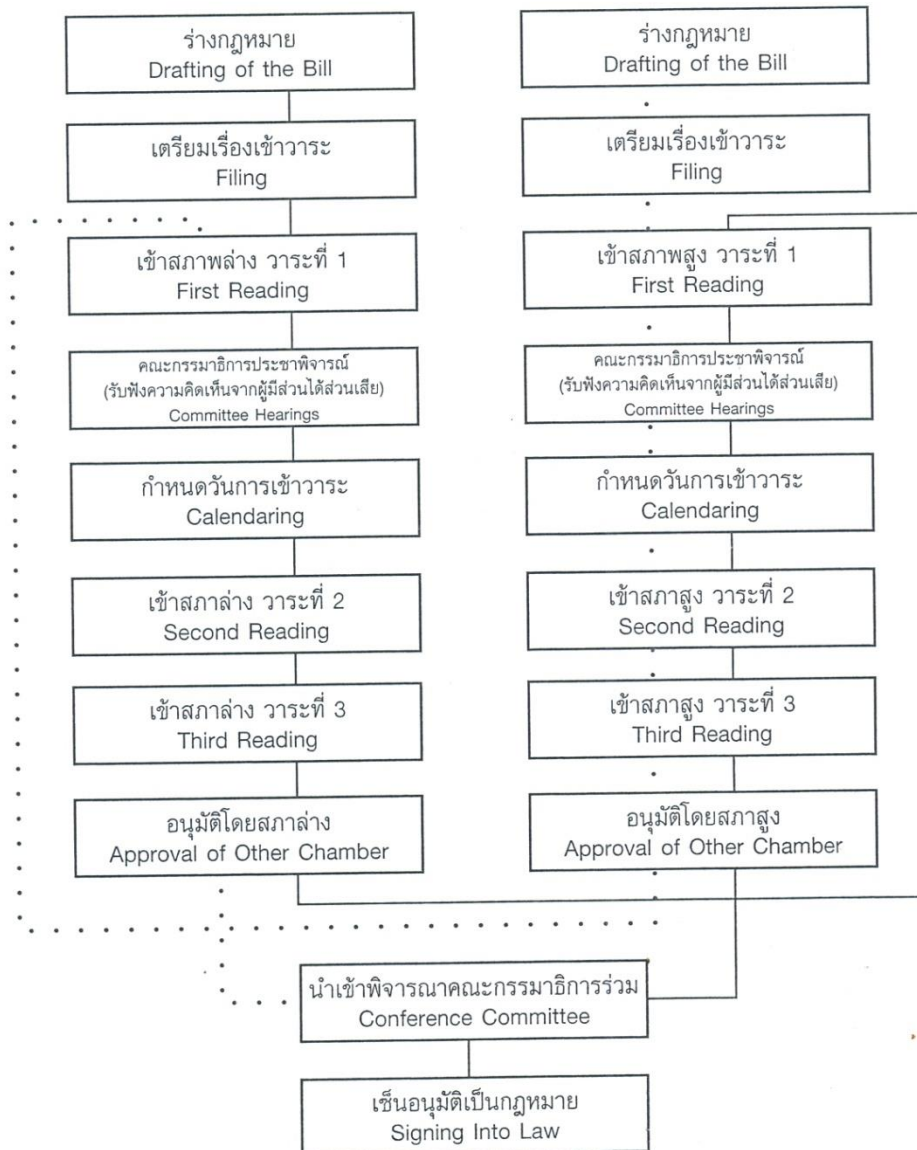 ร่างกฎหมาย
Drafting of the Bill
เตรียมเรื่องเข้าวาระ
Filing
เข้าสภาพล่าง วาระที่ 1
First Reading
คณะกรรมาธิการประชาพิจารณ์
(รับฟังความคิดเห็นจากผู้มีส่วนได้ส่วนเสีย)
Committee Hearings
กำหนดวันการเข้าวาระ
Calendaring
เข้าสภาล่าง วาระที่ 2
Second Reading
เข้าสภาล่าง วาระที่ 3
Third Reading
อนุมัติโดยสภาล่าง
Approval of Other Chamber
ร่างกฎหมาย
Drafting of the Bill
เตรียมเรื่องเข้าวาระ
Filing
เข้าสภาพสูง วาระที่ 1
First Reading
คณะกรรมาธิการประชาพิจารณ์
(รับฟังความคิดเห็นจากผู้มีส่วนได้ส่วนเสีย)
Committee Hearings
กำหนดวันการเข้าวาระ
Calendaring
เข้าสภาสูง วาระที่ 2
Second Reading
เข้าสภาสูง วาระที่ 3
Third Reading
อนุมัติโดยสภาสูง
Approval of Other Chamber
นำเข้าพิจารณาคณะกรรมาธิการร่วม
Conference Committee
เซ็นอนุมัติเป็นกฎหมาย
Signing Into Law